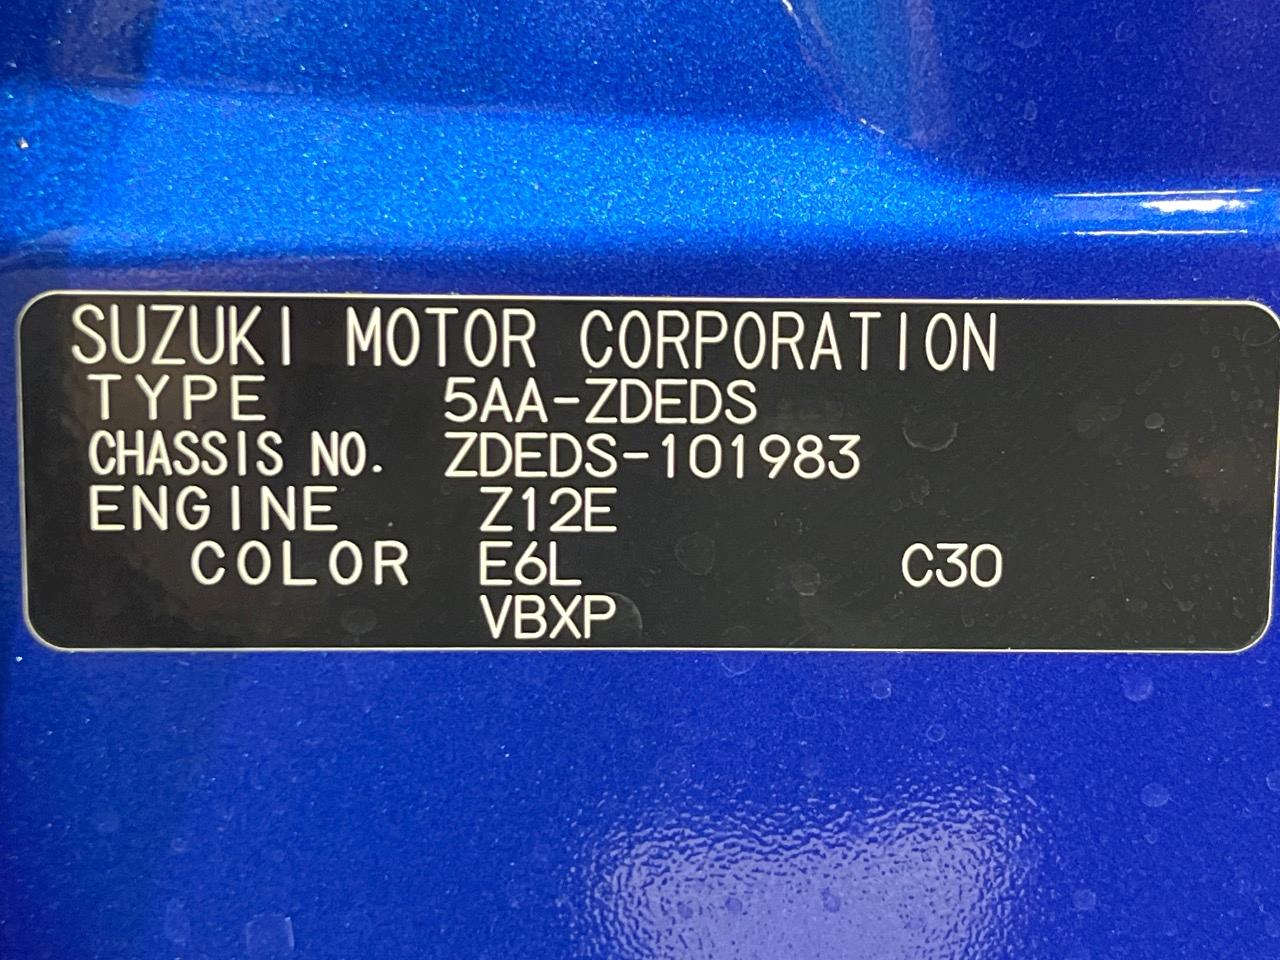 SUZUKI MOTOR CORPORATION
TYPE 5AA-ZDEDS
CHASSIS NO. ZDEDS-101983
ENGINE Z12E
COLOR E6L C30
VBXP